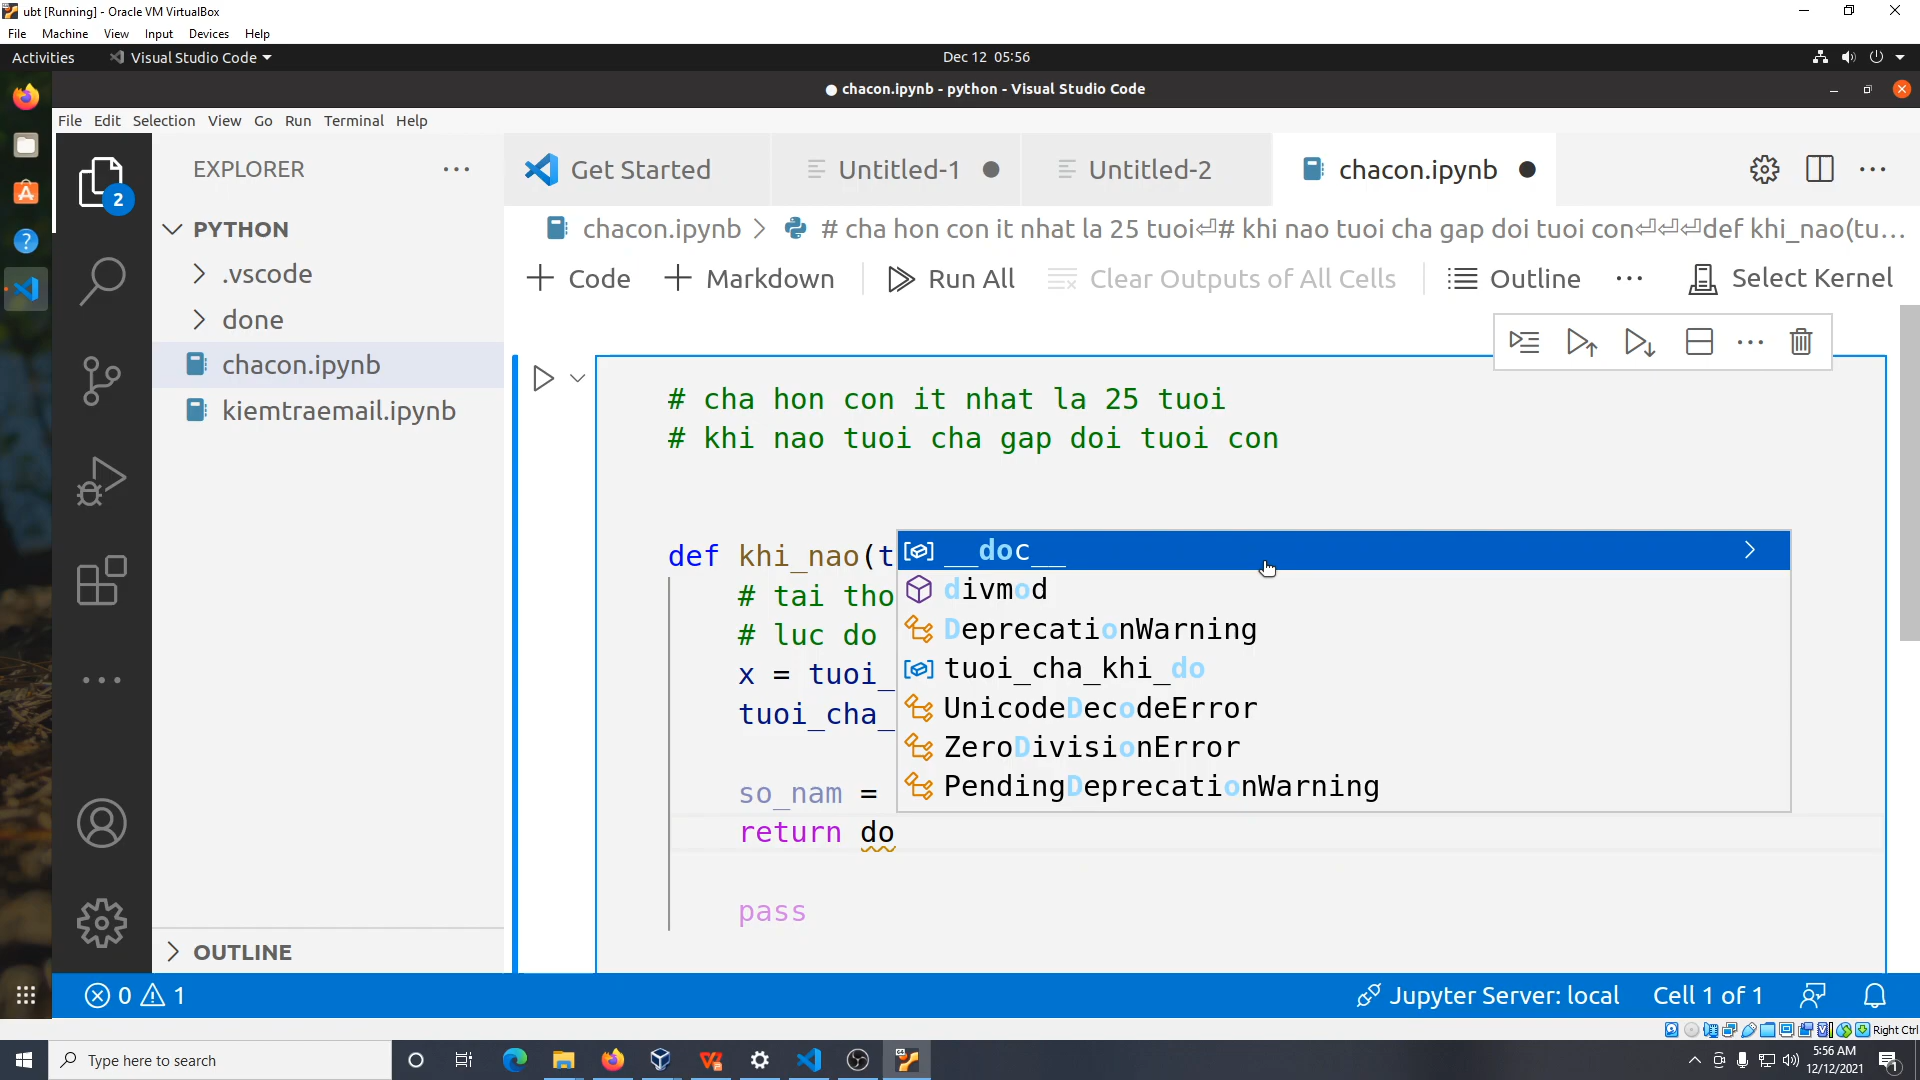 ubt [Running] - Oracle VM VirtualBox
File Machine View Input Devices Help
Activities Visual Studio Code Dec 12 05:56
● chacon.ipynb - python - Visual Studio Code
File Edit Selection View Go Run Terminal Help
EXPLORER
Get Started Untitled-1 Untitled-2 chacon.ipynb
2
PYTHON
chacon.ipynb > # cha hon con it nhat la 25 tuoi⏎# khi nao tuoi cha gap doi tuoi con⏎⏎⏎def khi_nao(tu...
.vscode
+ Code + Markdown Run All Clear Outputs of All Cells Outline ... Select Kernel
done
chacon.ipynb
kiemtraemail.ipynb
# cha hon con it nhat la 25 tuoi
# khi nao tuoi cha gap doi tuoi con
def khi_nao(t
# tai tho
# luc do
x = tuoi_
tuoi_cha_
so_nam =
return do
pass
__doc__
divmod
DeprecationWarning
tuoi_cha_khi_do
UnicodeDecodeError
ZeroDivisionError
PendingDeprecationWarning
OUTLINE
0 1 Jupyter Server: local Cell 1 of 1
Right Ctrl
Type here to search
5:56 AM
12/12/2021
1